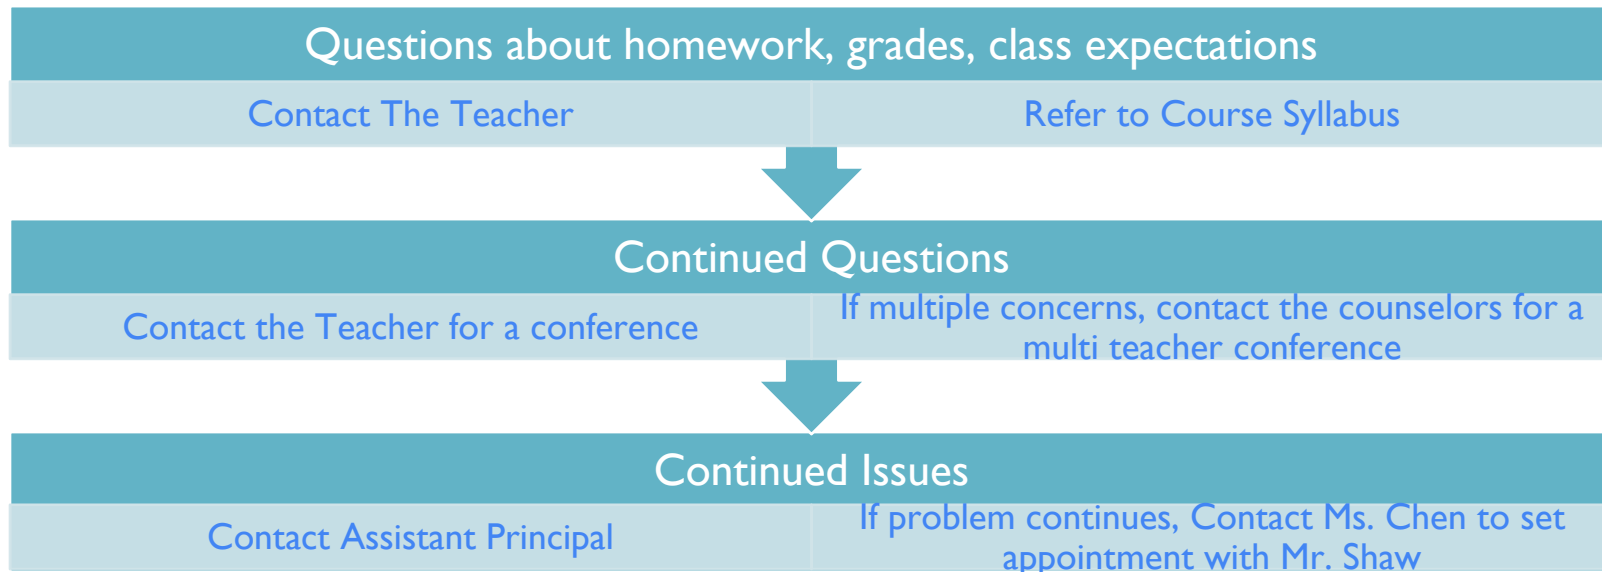 Questions about homework, grades, class expectations
Contact The Teacher
Refer to Course Syllabus
Continued Questions
Contact the Teacher for a conference
If multiple concerns, contact the counselors for a
multi teacher conference
Continued Issues
Contact Assistant Principal
If problem continues, Contact Ms. Chen to set
appointment with Mr. Shaw